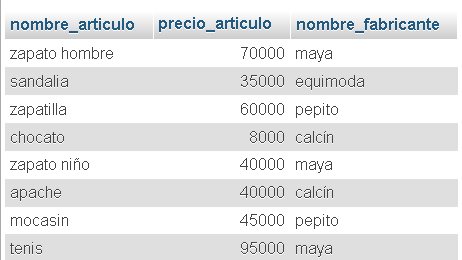 nombre_articulo precio_articulo nombre_fabricante
zapato hombre 70000 maya
sandalia 35000 equimoda
zapatilla 60000 pepito
chocato 8000 calcín
zapato niño 40000 maya
apache 40000 calcín
mocasin 45000 pepito
tenis 95000 maya